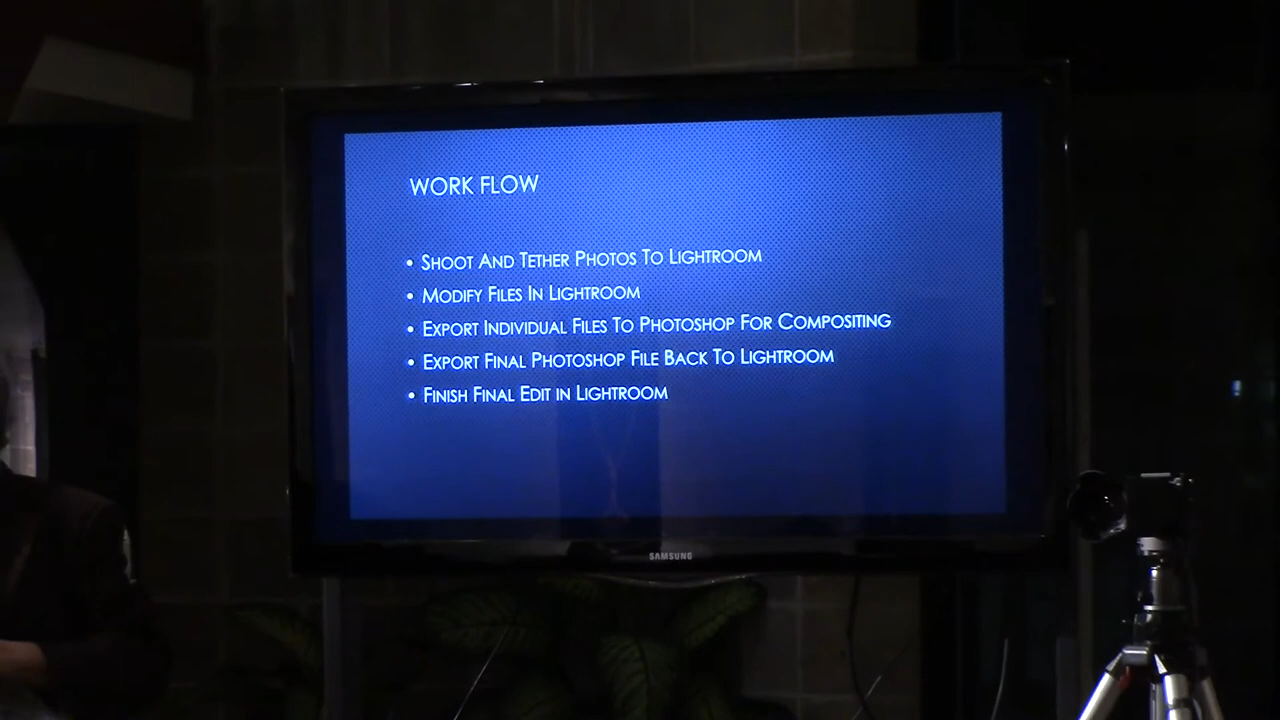 WORK FLOW
• SHOOT AND TETHER PHOTOS TO LIGHTROOM
• MODIFY FILES IN LIGHTROOM
• EXPORT INDIVIDUAL FILES TO PHOTOSHOP FOR COMPOSITING
• EXPORT FINAL PHOTOSHOP FILE BACK TO LIGHTROOM
• FINISH FINAL EDIT IN LIGHTROOM
SAMSUNG